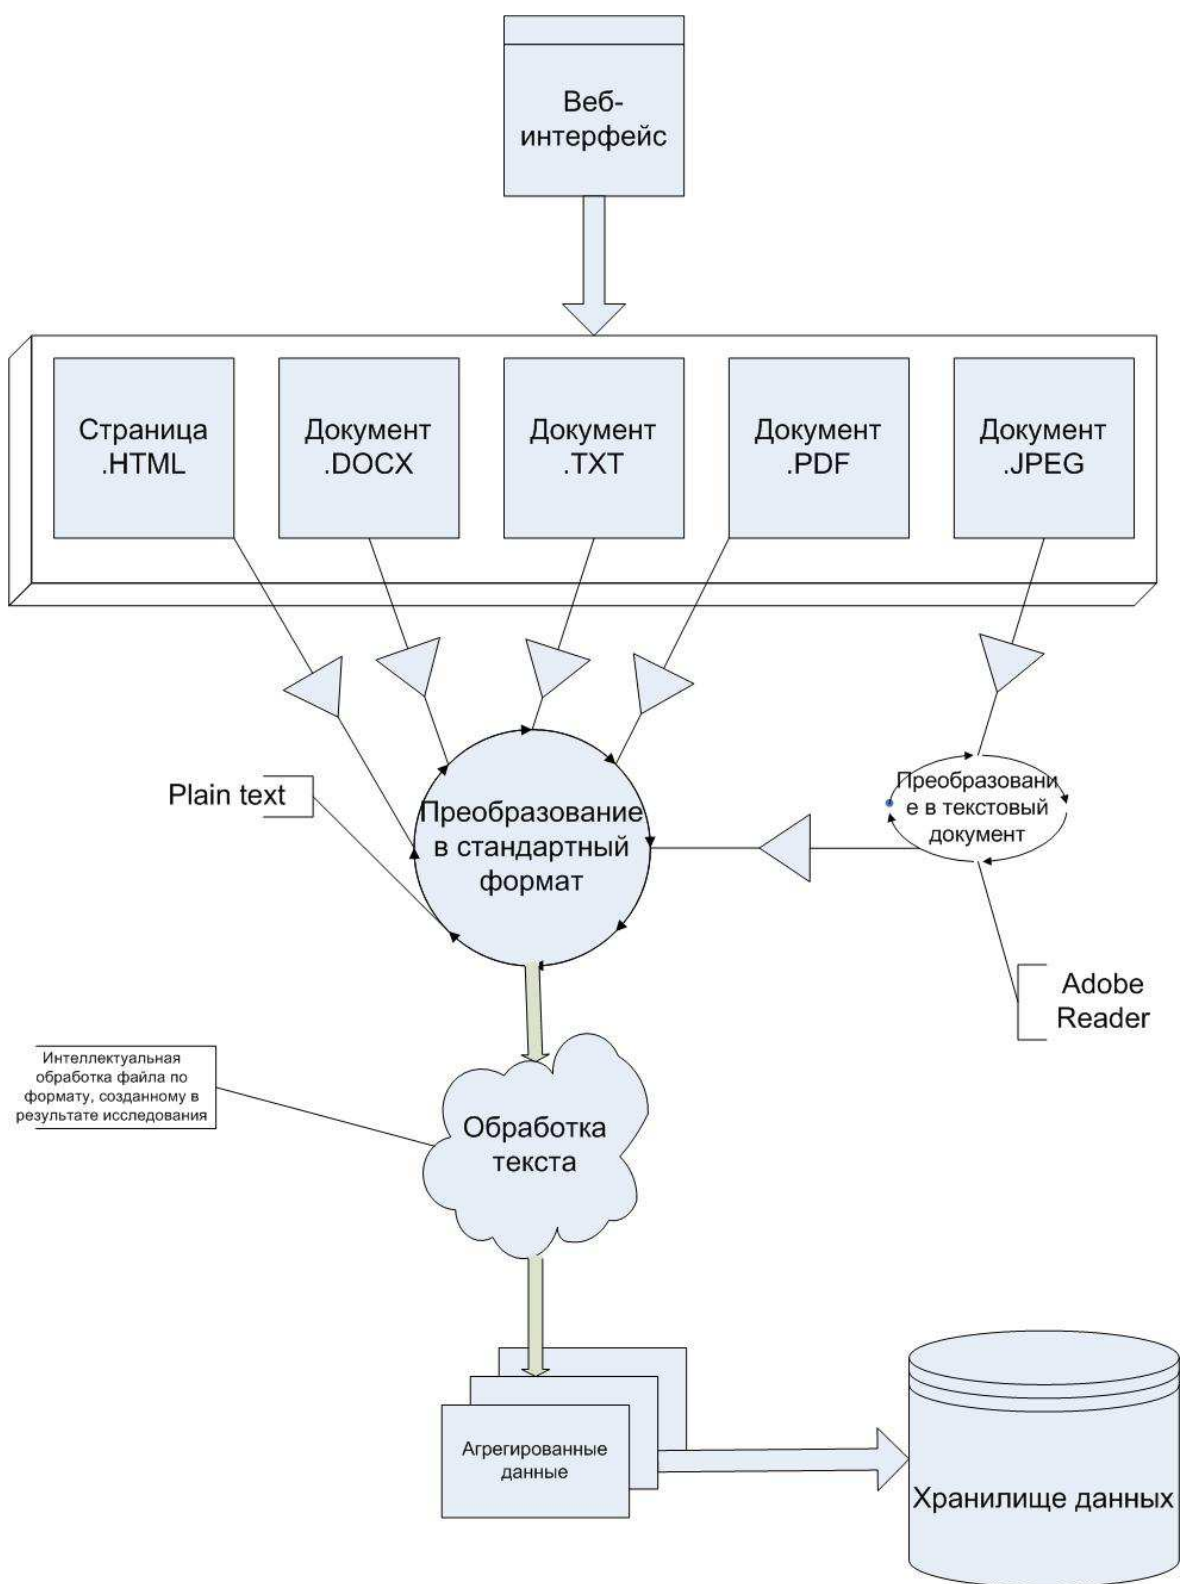 Веб-
интерфейс
Страница
.HTML
Документ
.DOCX
Документ
.TXT
Документ
.PDF
Документ
.JPEG
Plain text
Преобразование
в стандартный
формат
Преобразовани
е в текстовый
документ
Adobe
Reader
Интеллектуальная
обработка файла по
формату, созданному в
результате исследования
Обработка
текста
Агрегированные
данные
Хранилище данных